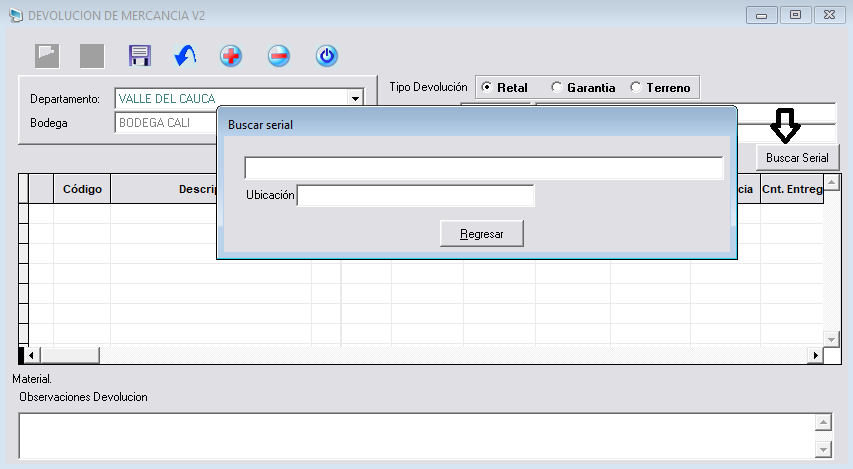 DEVOLUCION DE MERCANCIA V2
Tipo Devolución Retal Garantia Terreno
Departamento: VALLE DEL CAUCA
Bodega BODEGA CALI
Buscar serial
Buscar Serial
Ubicación
Regresar
Código Descrip cia Cnt. Entreg
Material.
Observaciones Devolucion